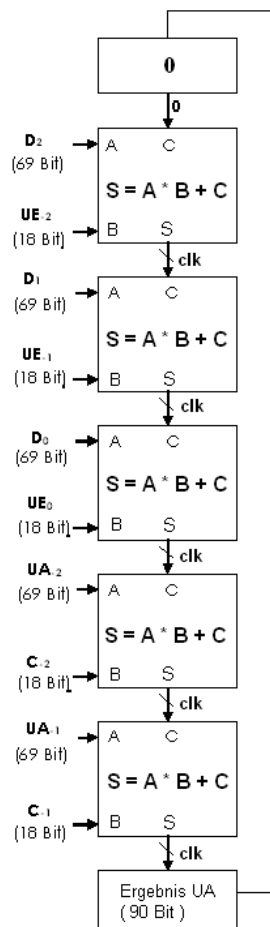 0
0
D2
(69 Bit)
A C
S = A * B + C
UE-2
(18 Bit)
B S
clk
D1
(69 Bit)
A C
S = A * B + C
UE-1
(18 Bit)
B S
clk
D0
(69 Bit)
A C
S = A * B + C
UE0
(18 Bit)
B S
clk
UA-2
(69 Bit)
A C
S = A * B + C
C-2
(18 Bit)
B S
clk
UA-1
(69 Bit)
A C
S = A * B + C
C-1
(18 Bit)
B S
clk
Ergebnis UA
( 90 Bit )